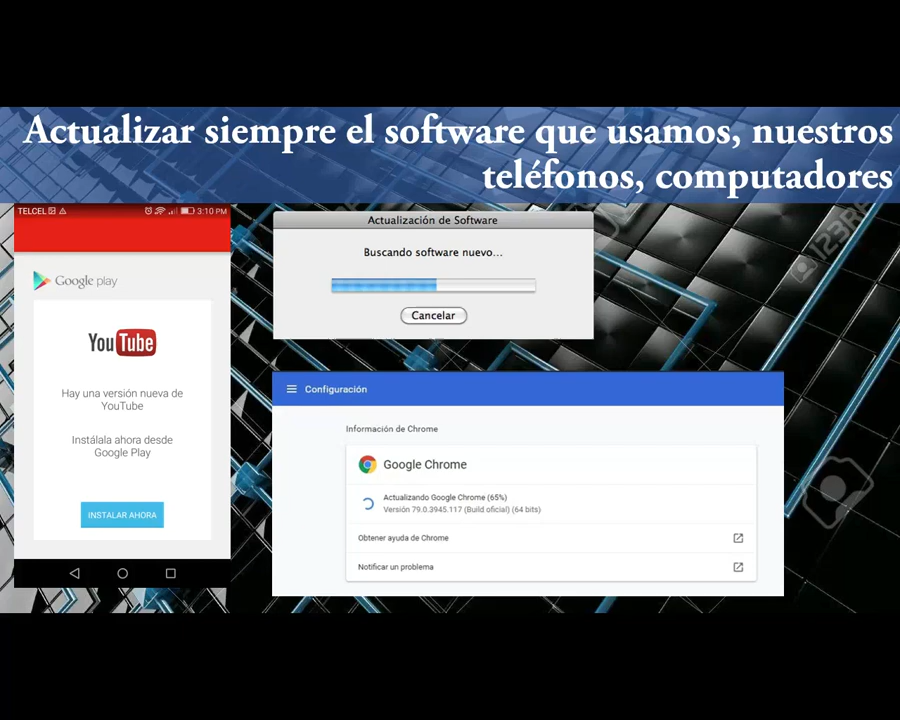 Actualizar siempre el software que usamos, nuestros
teléfonos, computadores
TELCEL 3:10 PM
Google play
YouTube
Hay una versión nueva de
YouTube
Instálala ahora desde
Google Play
INSTALAR AHORA
Actualización de Software
Buscando software nuevo...
Cancelar
Configuración
Información de Chrome
Google Chrome
Actualizando Google Chrome (65%)
Versión 79.0.3945.117 (Build oficial) (64 bits)
Obtener ayuda de Chrome
Notificar un problema